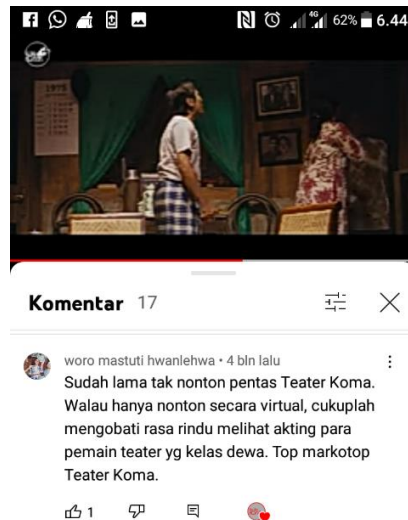 4G 62% 6.44
1975
Komentar 17
woro mastuti hwanlehwa • 4 bln lalu
Sudah lama tak nonton pentas Teater Koma.
Walau hanya nonton secara virtual, cukuplah
mengobati rasa rindu melihat akting para
pemain teater yg kelas dewa. Top markotop
Teater Koma.
1